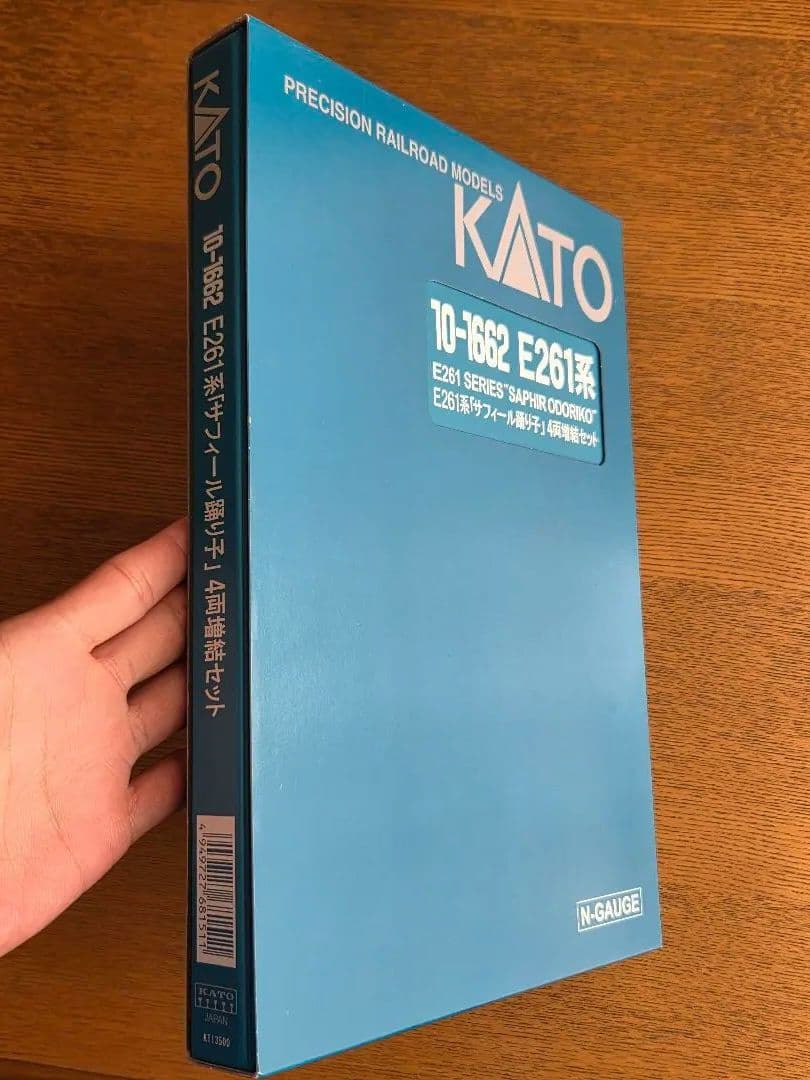 KATO
10-1662 E261系「サフィール踊り子」 4両増結セット
4949727681511
KATO
JAPAN
KT13500
PRECISION RAILROAD MODELS
KATO
10-1662 E261系
E261 SERIES "SAPHIR ODORIKO"
E261系「サフィール踊り子」 4両増結セット
N-GAUGE